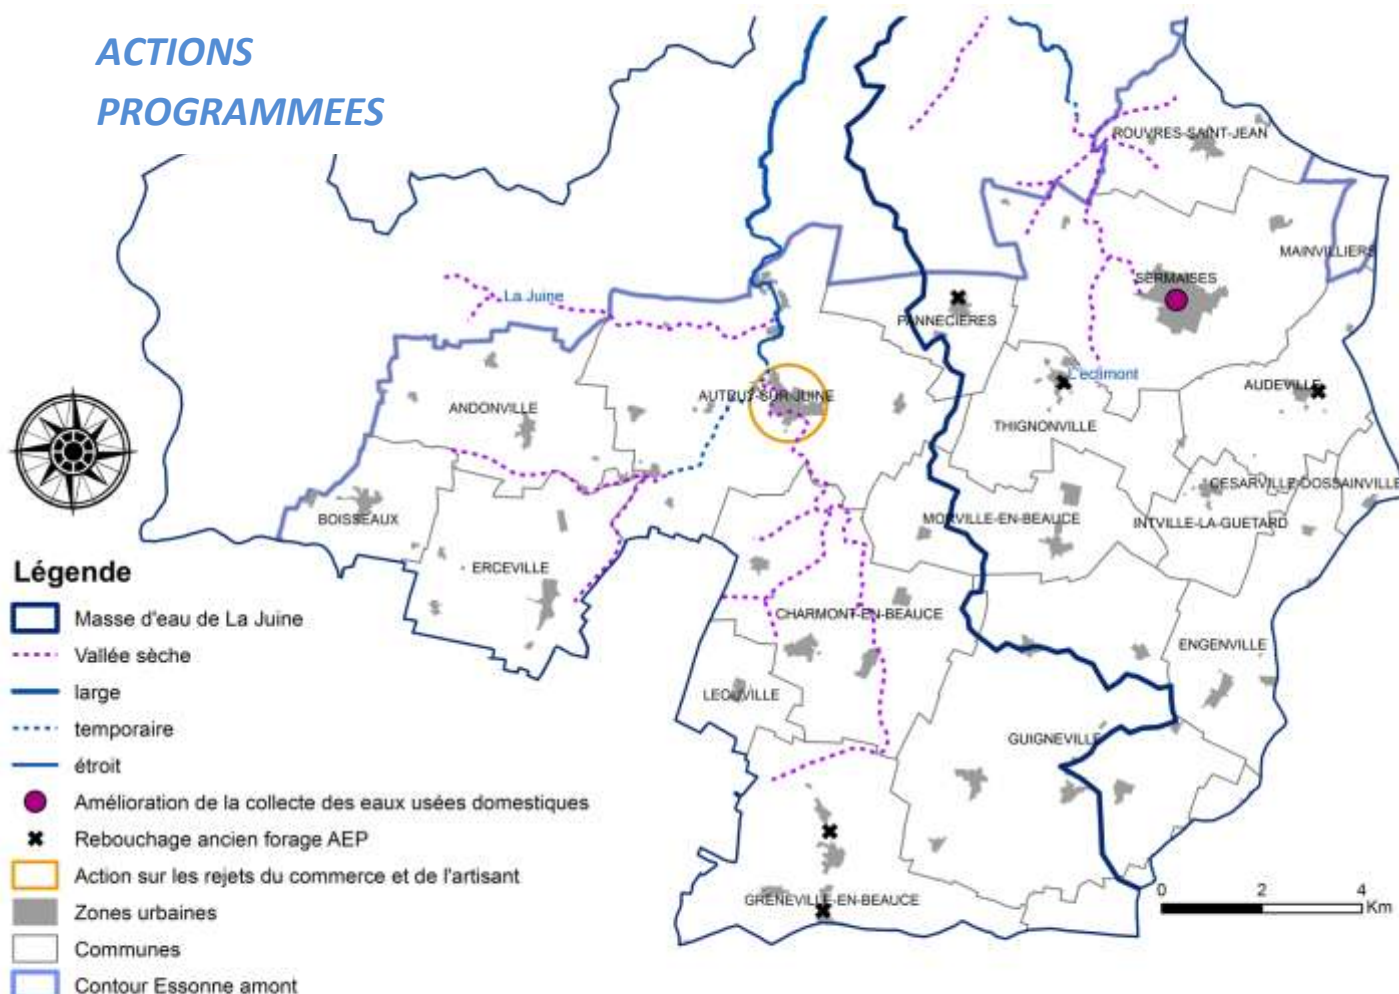 ACTIONS
PROGRAMMEES
ROUVRES-SAINT-JEAN
MAINVILLIERS
SERMAISES
La Juine
PANNECIERES
L'eclimont
AUDEVILLE
AUTRUY-SUR-JUINE
ANDONVILLE
THIGNONVILLE
CESARVILLE-DOSSAINVILLE
BOISSEAUX
MORVILLE-EN-BEAUCE
INTVILLE-LA-GUETARD
ERCEVILLE
CHARMONT-EN-BEAUCE
ENGENVILLE
LEOUVILLE
GUIGNEVILLE
GRENEVILLE-EN-BEAUCE
Légende
Masse d'eau de La Juine
Vallée sèche
large
temporaire
étroit
Amélioration de la collecte des eaux usées domestiques
Rebouchage ancien forage AEP
Action sur les rejets du commerce et de l'artisant
Zones urbaines
Communes
Contour Essonne amont
0 2 4
Km